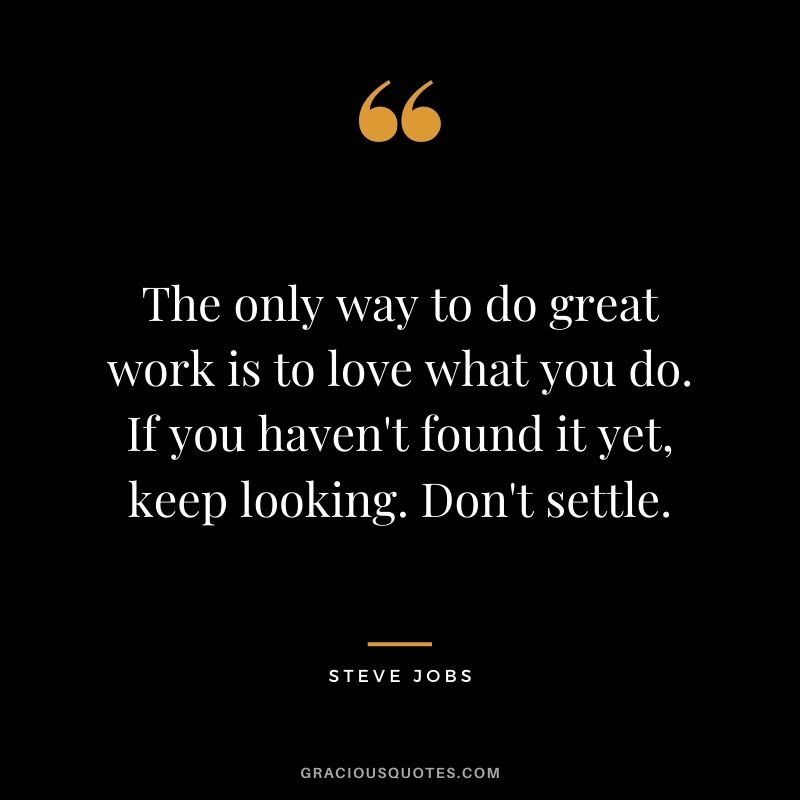 “
The only way to do great
work is to love what you do.
If you haven't found it yet,
keep looking. Don't settle.
STEVE JOBS
GRACIOUSQUOTES.COM